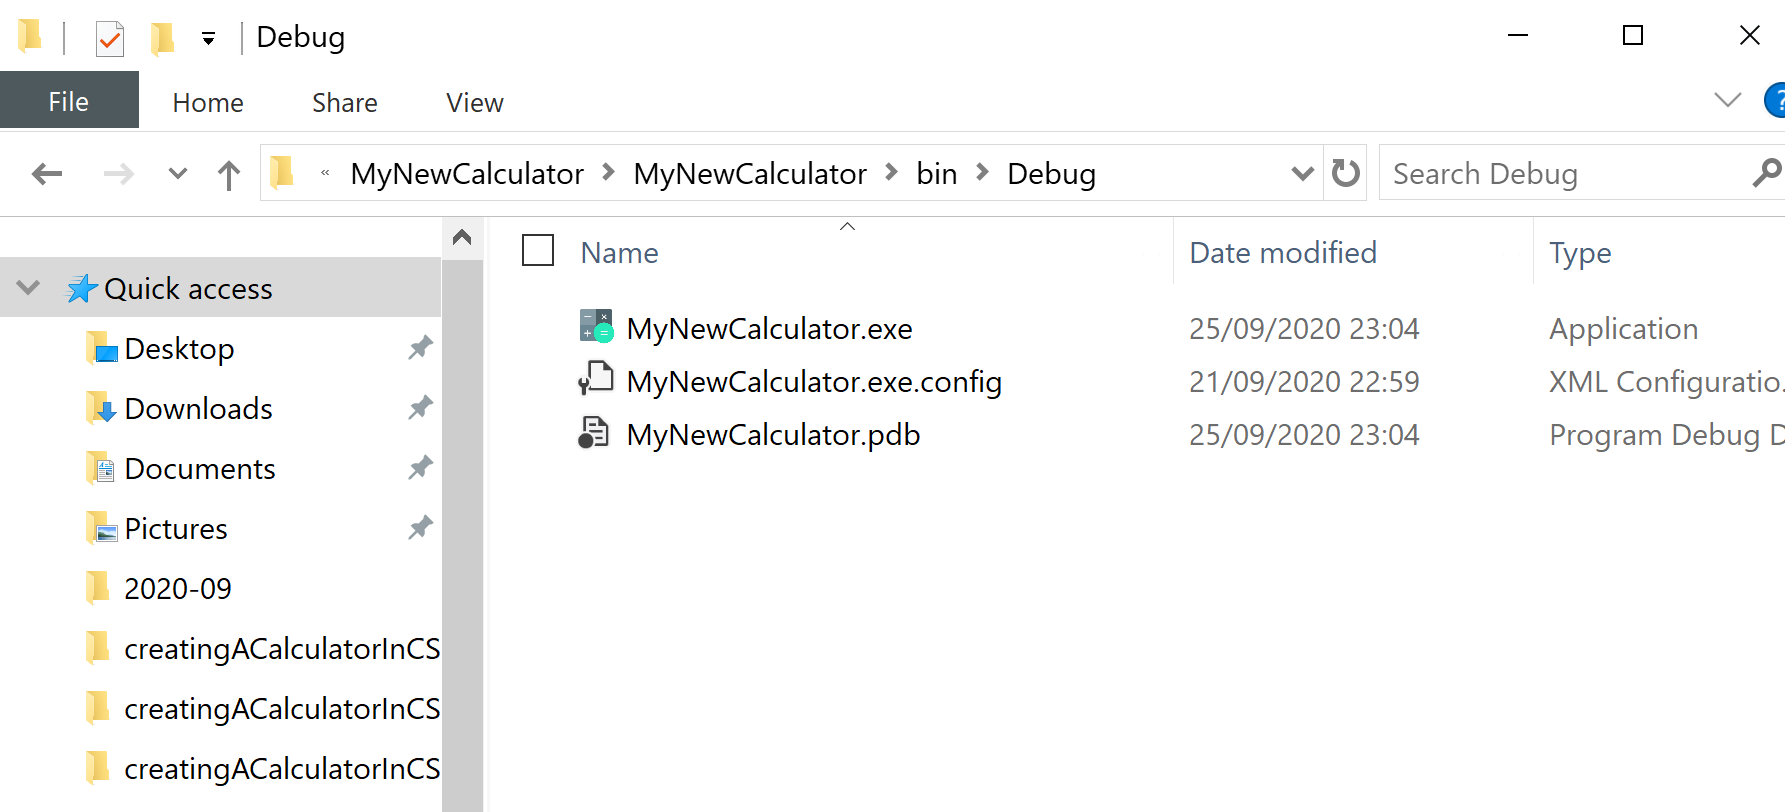 Debug
File Home Share View
« MyNewCalculator > MyNewCalculator > bin > Debug Search Debug
Name Date modified Type
Quick access
Desktop
Downloads
Documents
Pictures
2020-09
creatingACalculatorInCS
creatingACalculatorInCS
creatingACalculatorInCS
MyNewCalculator.exe 25/09/2020 23:04 Application
MyNewCalculator.exe.config 21/09/2020 22:59 XML Configuratio.
MyNewCalculator.pdb 25/09/2020 23:04 Program Debug D